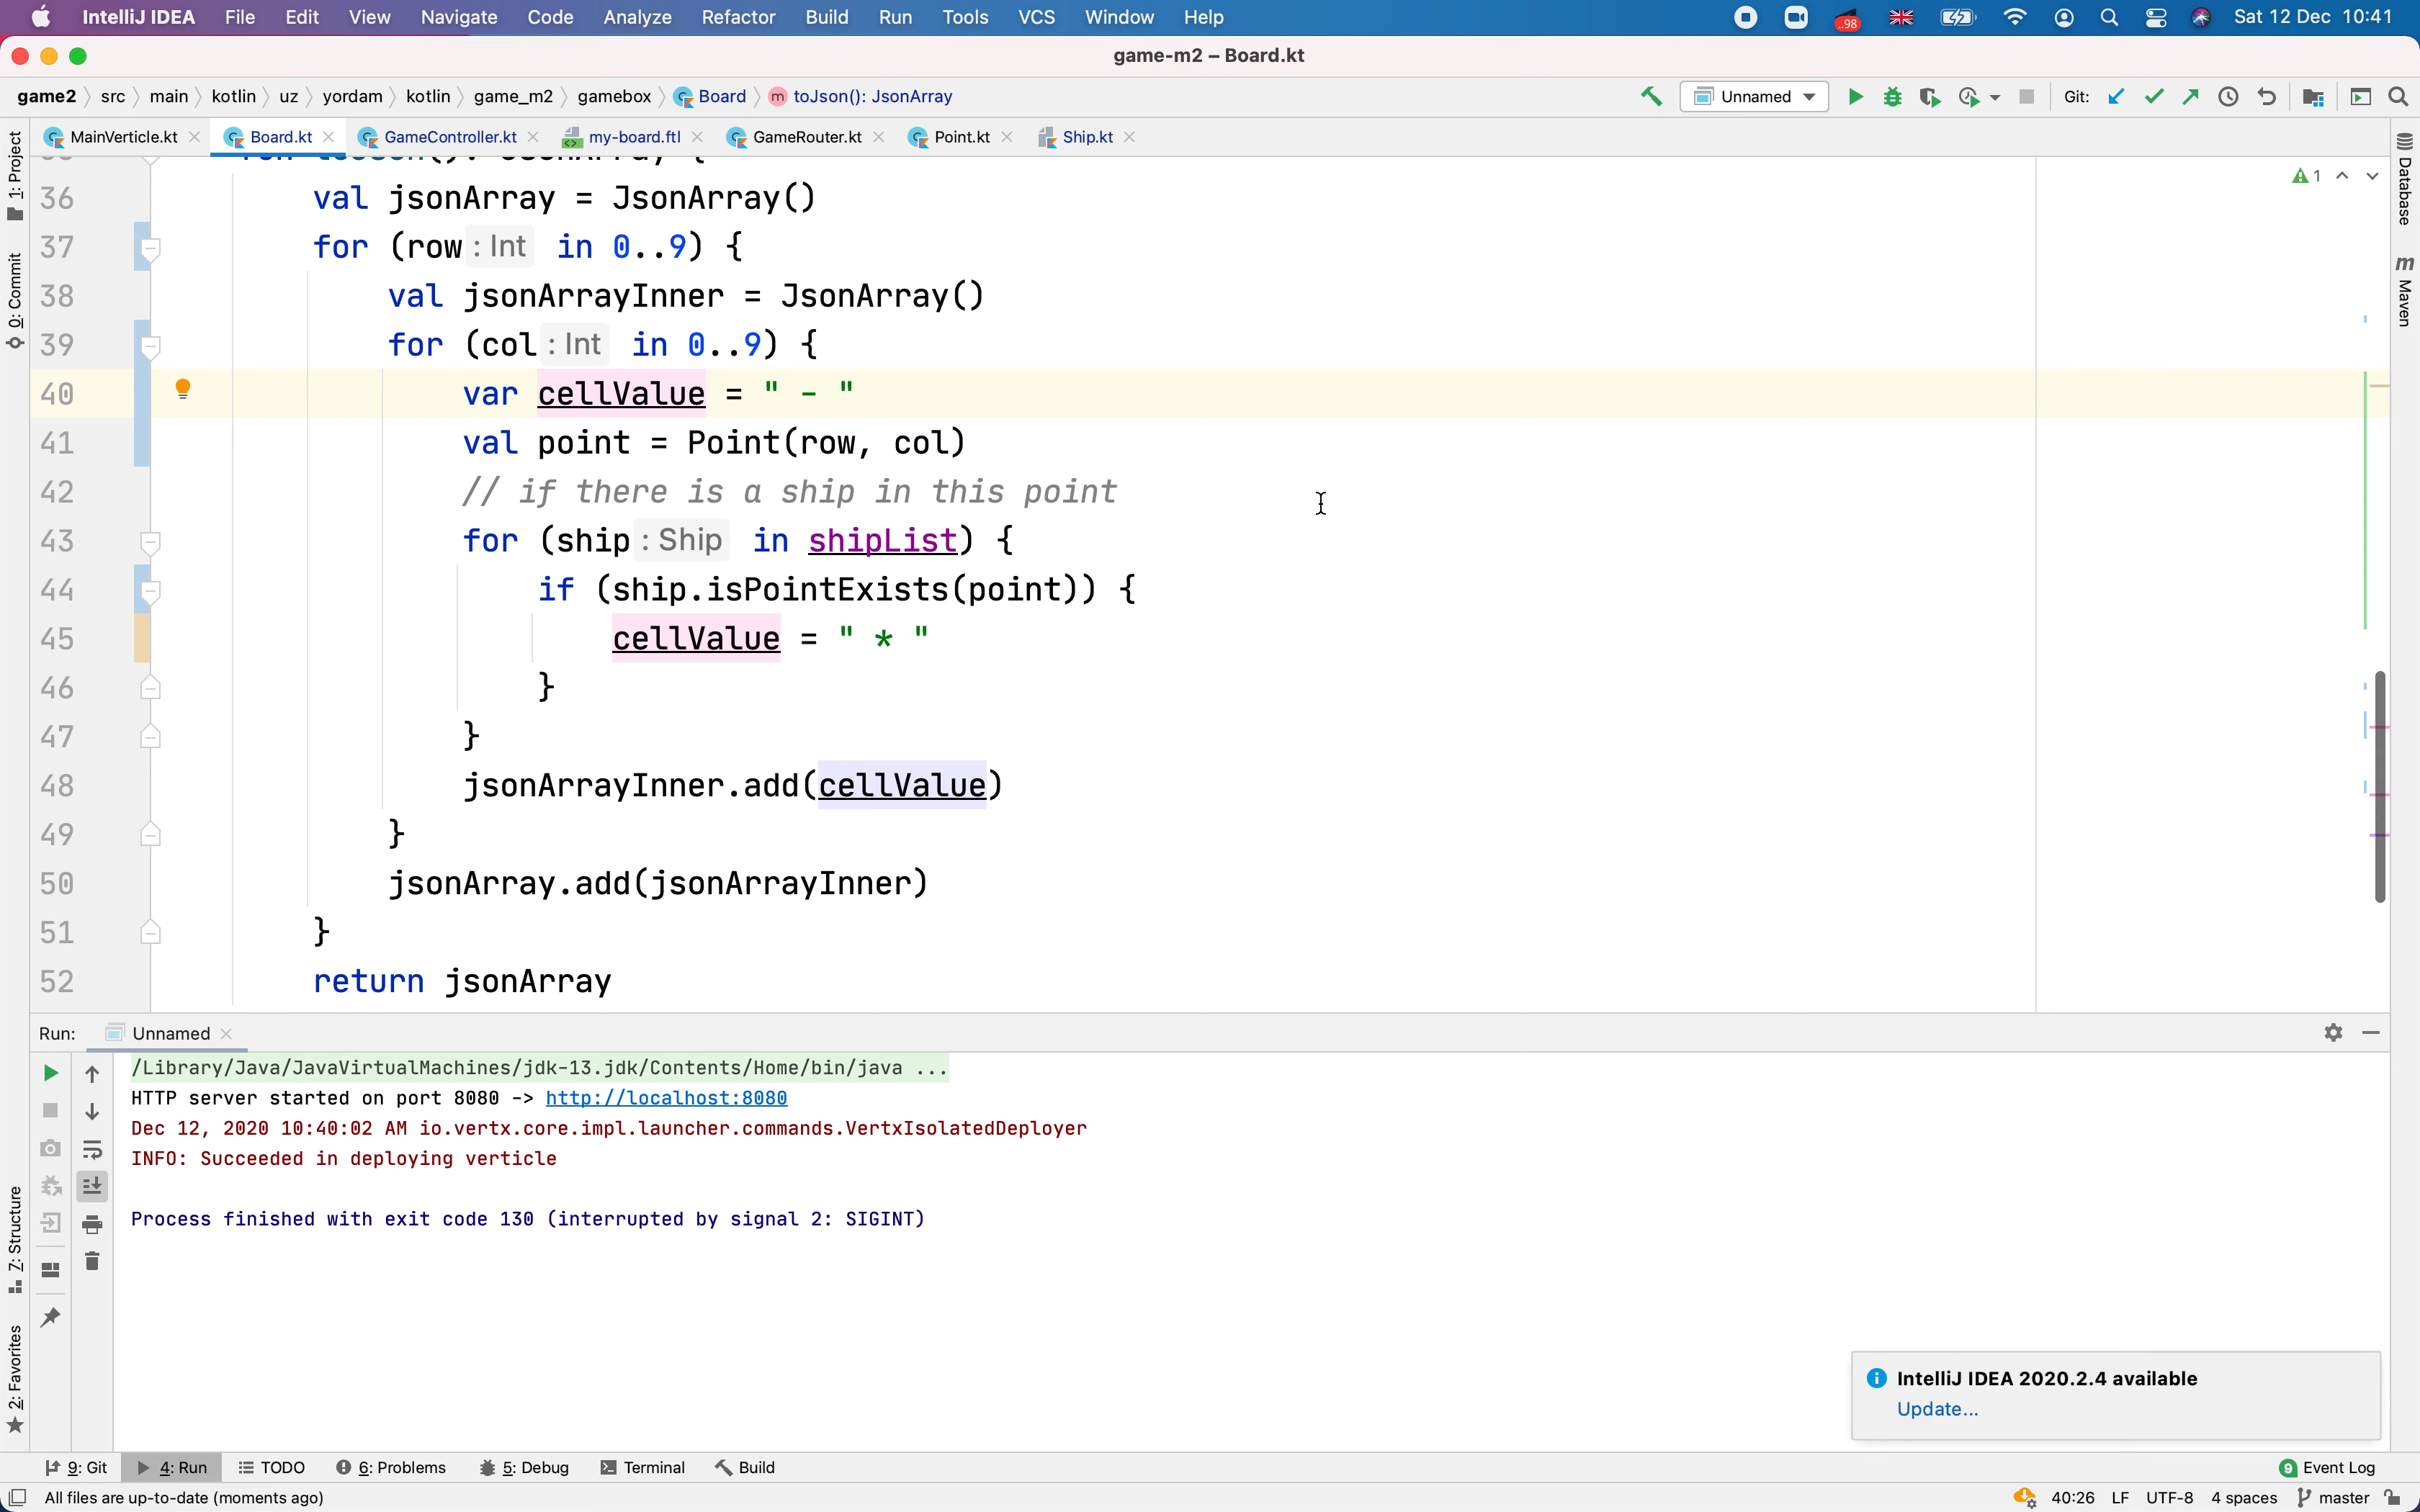 IntelliJ IDEA File Edit View Navigate Code Analyze Refactor Build Run Tools VCS Window Help ..98 Sat 12 Dec 10:41
game-m2 – Board.kt
game2 src main kotlin uz yordam kotlin game_m2 gamebox Board m toJson(): JsonArray Unnamed Git:
MainVerticle.kt Board.kt GameController.kt my-board.ftl GameRouter.kt Point.kt Ship.kt
1: Project
0: Commit
7: Structure
2: Favorites
Database
m Maven
1
36 val jsonArray = JsonArray()
37 for (row : Int in 0..9) {
38 val jsonArrayInner = JsonArray()
39 for (col : Int in 0..9) {
40 var cellValue = " - "
41 val point = Point(row, col)
42 // if there is a ship in this point
43 for (ship : Ship in shipList) {
44 if (ship.isPointExists(point)) {
45 cellValue = " * "
46 }
47 }
48 jsonArrayInner.add(cellValue)
49 }
50 jsonArray.add(jsonArrayInner)
51 }
52 return jsonArray
Run: Unnamed
/Library/Java/JavaVirtualMachines/jdk-13.jdk/Contents/Home/bin/java ...
HTTP server started on port 8080 -> http://localhost:8080
Dec 12, 2020 10:40:02 AM io.vertx.core.impl.launcher.commands.VertxIsolatedDeployer
INFO: Succeeded in deploying verticle
Process finished with exit code 130 (interrupted by signal 2: SIGINT)
IntelliJ IDEA 2020.2.4 available
Update...
9: Git 4: Run TODO 6: Problems 5: Debug Terminal Build 9 Event Log
All files are up-to-date (moments ago) 40:26 LF UTF-8 4 spaces master